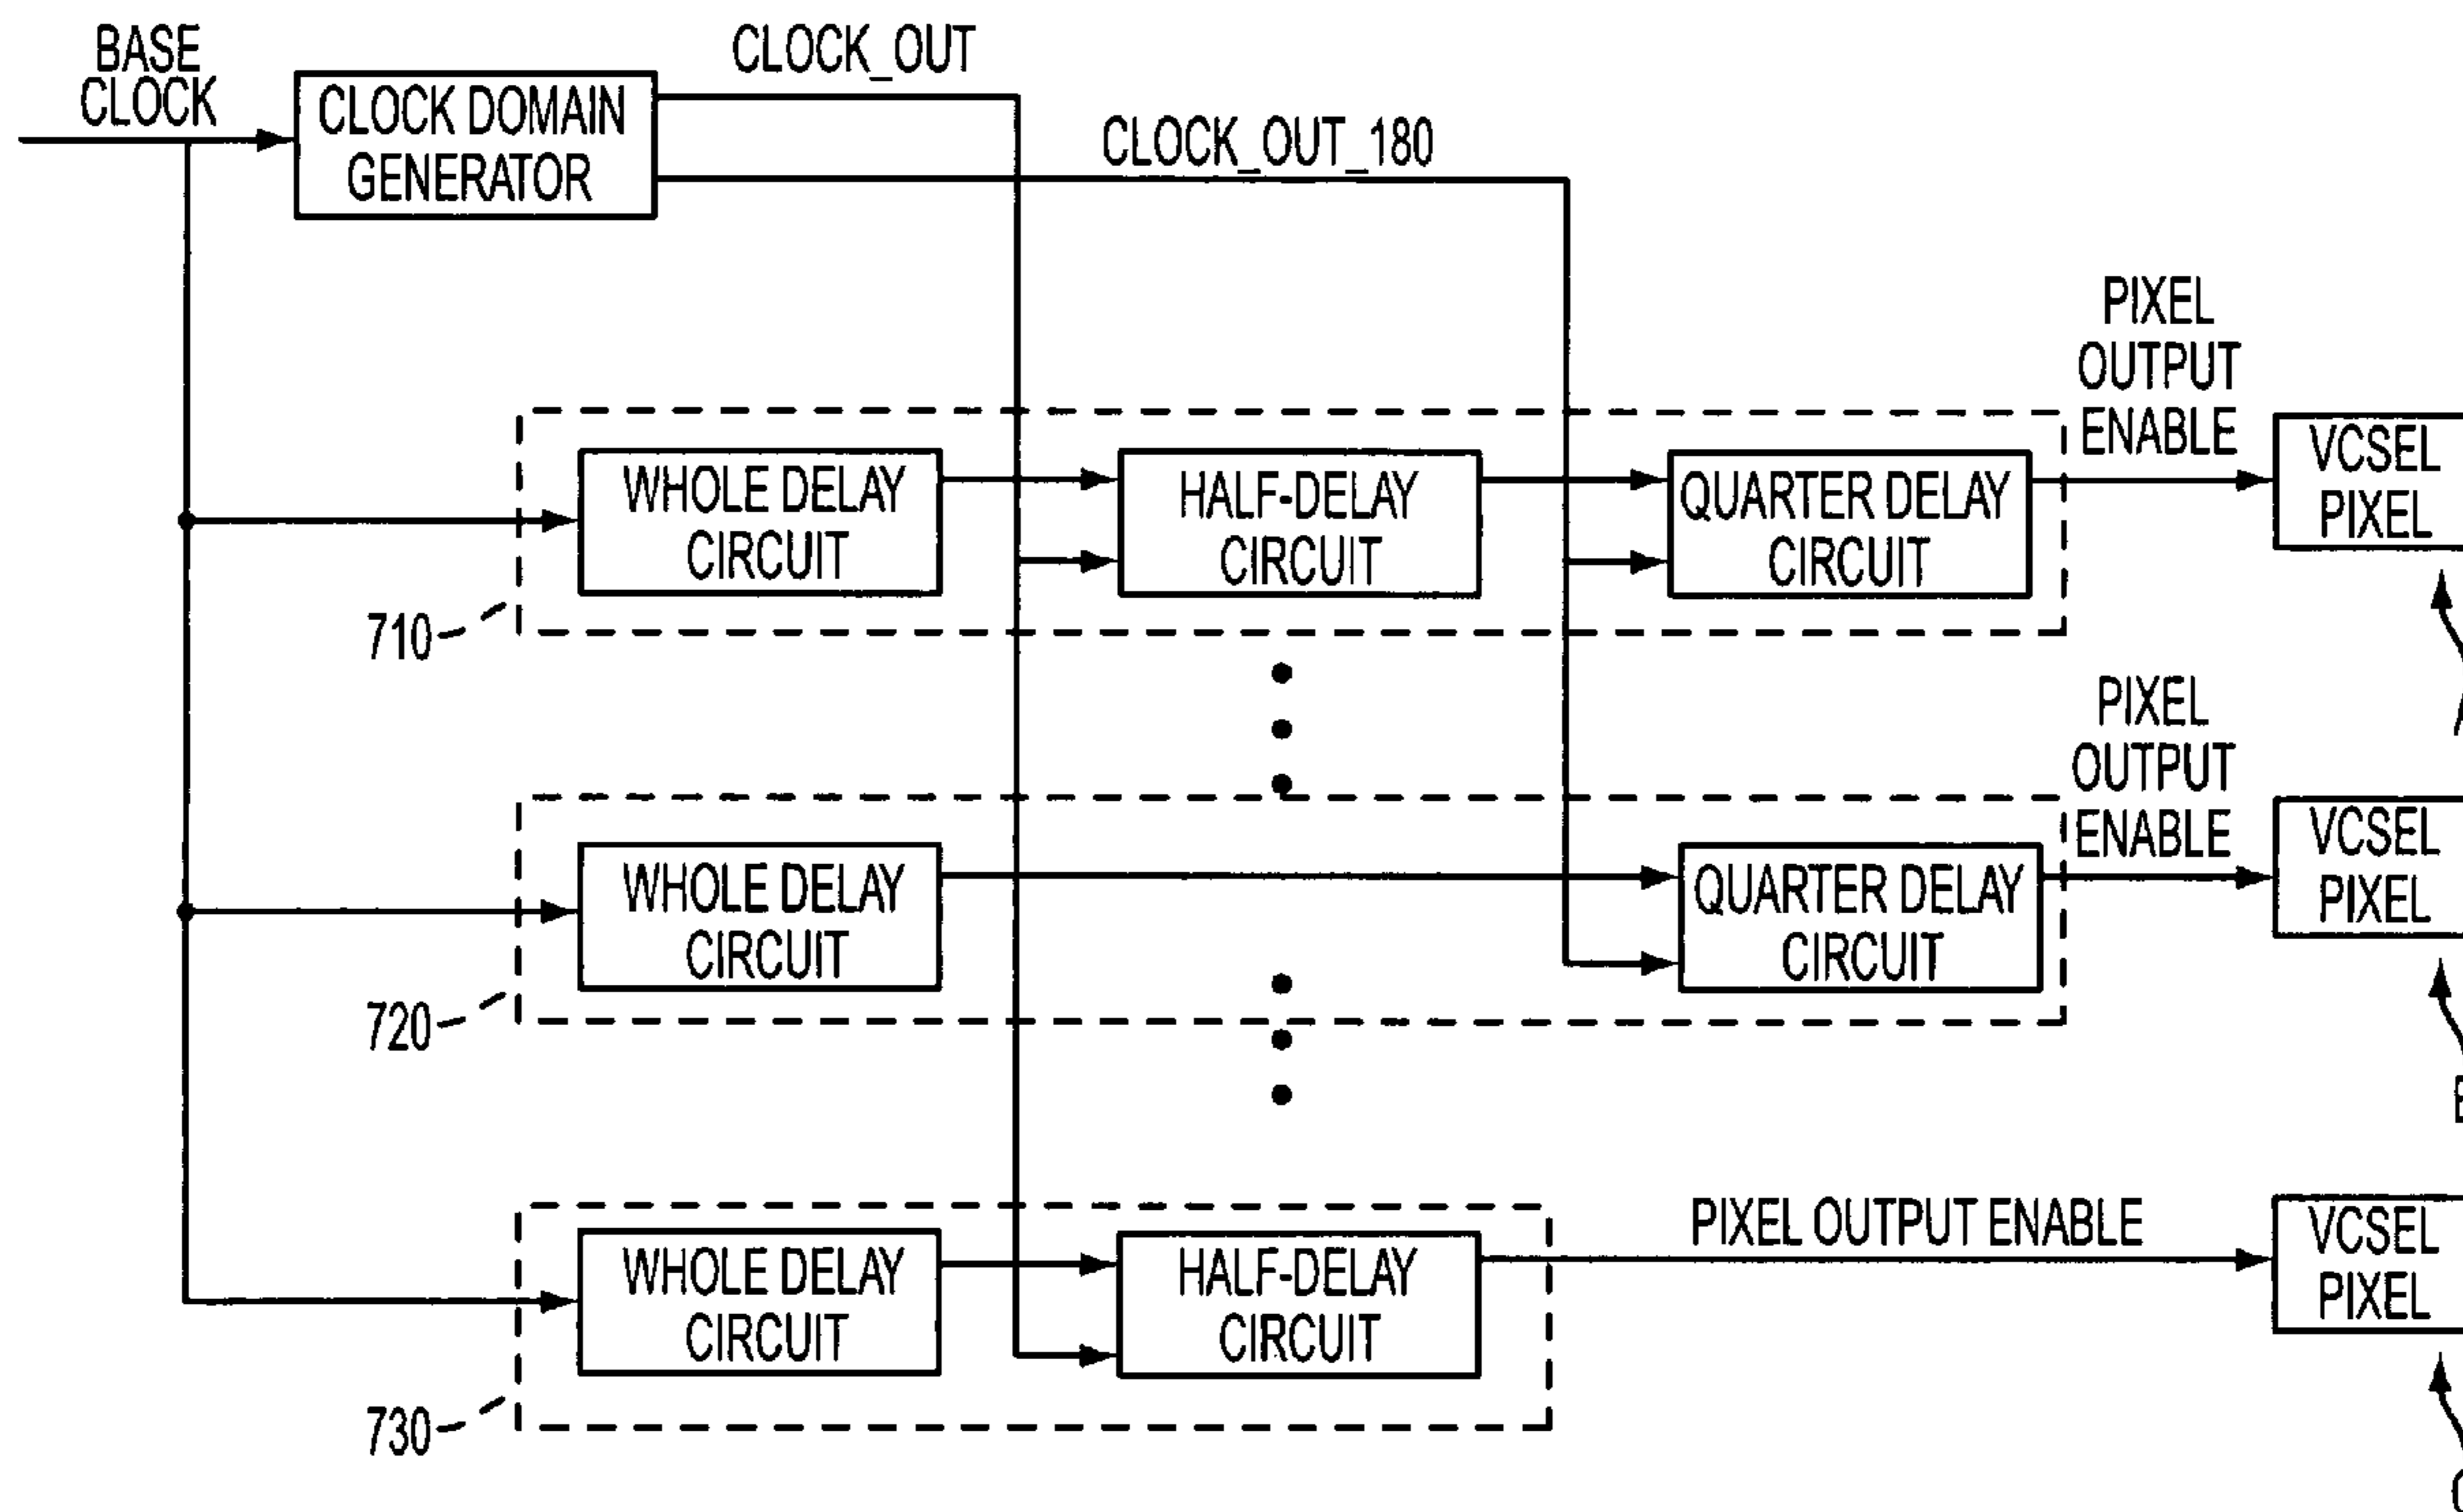 BASE
CLOCK
CLOCK DOMAIN
GENERATOR
CLOCK_OUT
CLOCK_OUT_180
PIXEL
OUTPUT
ENABLE
WHOLE DELAY
CIRCUIT
HALF-DELAY
CIRCUIT
QUARTER DELAY
CIRCUIT
VCSEL
PIXEL
710
PIXEL
OUTPUT
ENABLE
WHOLE DELAY
CIRCUIT
QUARTER DELAY
CIRCUIT
VCSEL
PIXEL
720
WHOLE DELAY
CIRCUIT
HALF-DELAY
CIRCUIT
PIXEL OUTPUT ENABLE
VCSEL
PIXEL
730